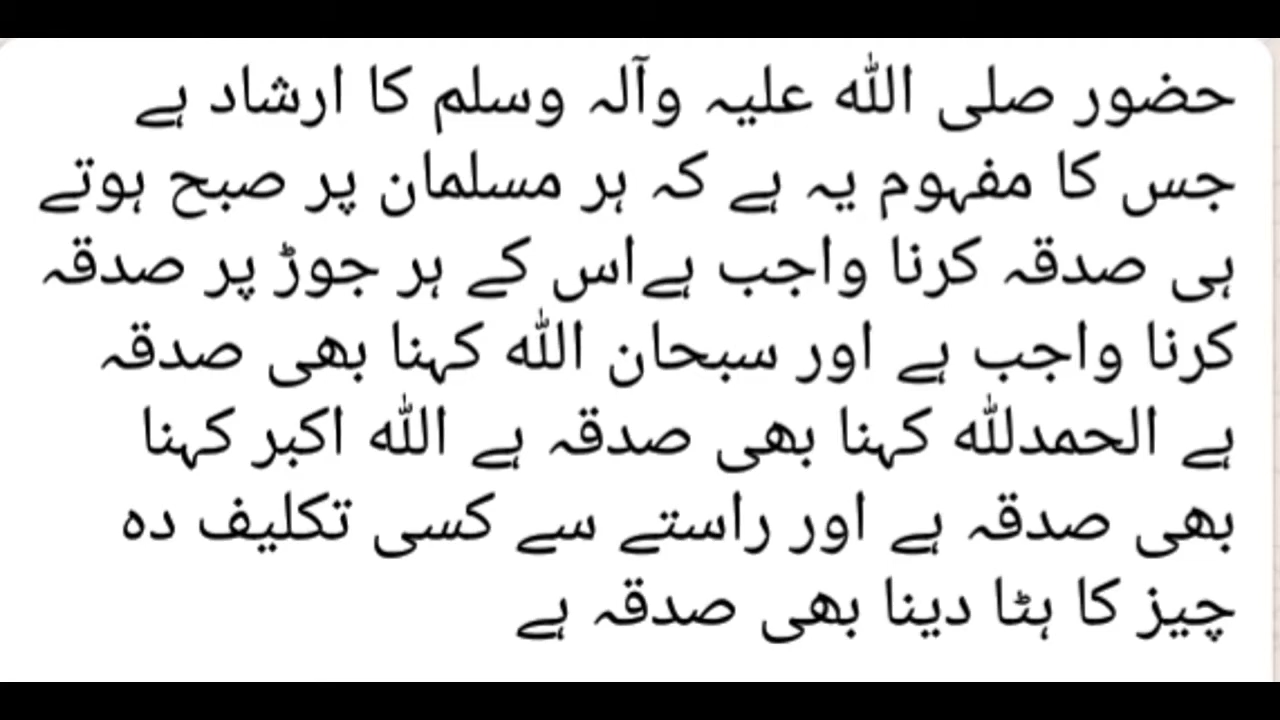 حضور صلی اللہ علیہ وآلہ وسلم کا ارشاد ہے
جس کا مفہوم یہ ہے کہ ہر مسلمان پر صبح ہوتے
ہی صدقہ کرنا واجب ہےاس کے ہر جوڑ پر صدقہ
کرنا واجب ہے اور سبحان اللہ کہنا بھی صدقہ
ہے الحمدللہ کہنا بھی صدقہ ہے اللہ اکبر کہنا
بھی صدقہ ہے اور راستے سے کسی تکلیف دہ
چیز کا ہٹا دینا بھی صدقہ ہے